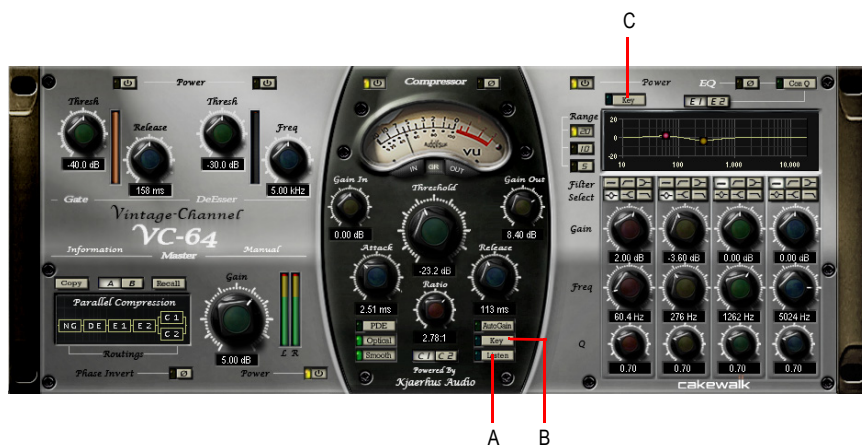 C
Power
Compressor
Ø
Power
EQ
Ø
Con Q
Key
E1 E2
Thresh
Thresh
Release
Freq
-40.0 dB
158 ms
-30.0 dB
5.00 kHz
Gate
DeEsser
Vintage-Channel
VC-64
Information
Master
Manual
Copy
A B
Recall
Gain
Parallel Compression
NG DE E1 E2 C1 C2
Routings
5.00 dB
L R
Phase Invert
Ø
Power
VU
IN GR OUT
Gain In
Threshold
Gain Out
0.00 dB
8.40 dB
Attack
Release
-23.2 dB
2.51 ms
Ratio
113 ms
2.78:1
PDE
AutoGain
Optical
Key
Smooth
C1 C2
Listen
Powered By
Kjaerhus Audio
Range
20
10
5
20
0
-20
10
100
1.000
10.000
Filter
Select
Gain
2.00 dB
-3.60 dB
0.00 dB
0.00 dB
Freq
60.4 Hz
276 Hz
1262 Hz
5024 Hz
Q
0.70
0.70
0.70
0.70
cakewalk
A
B